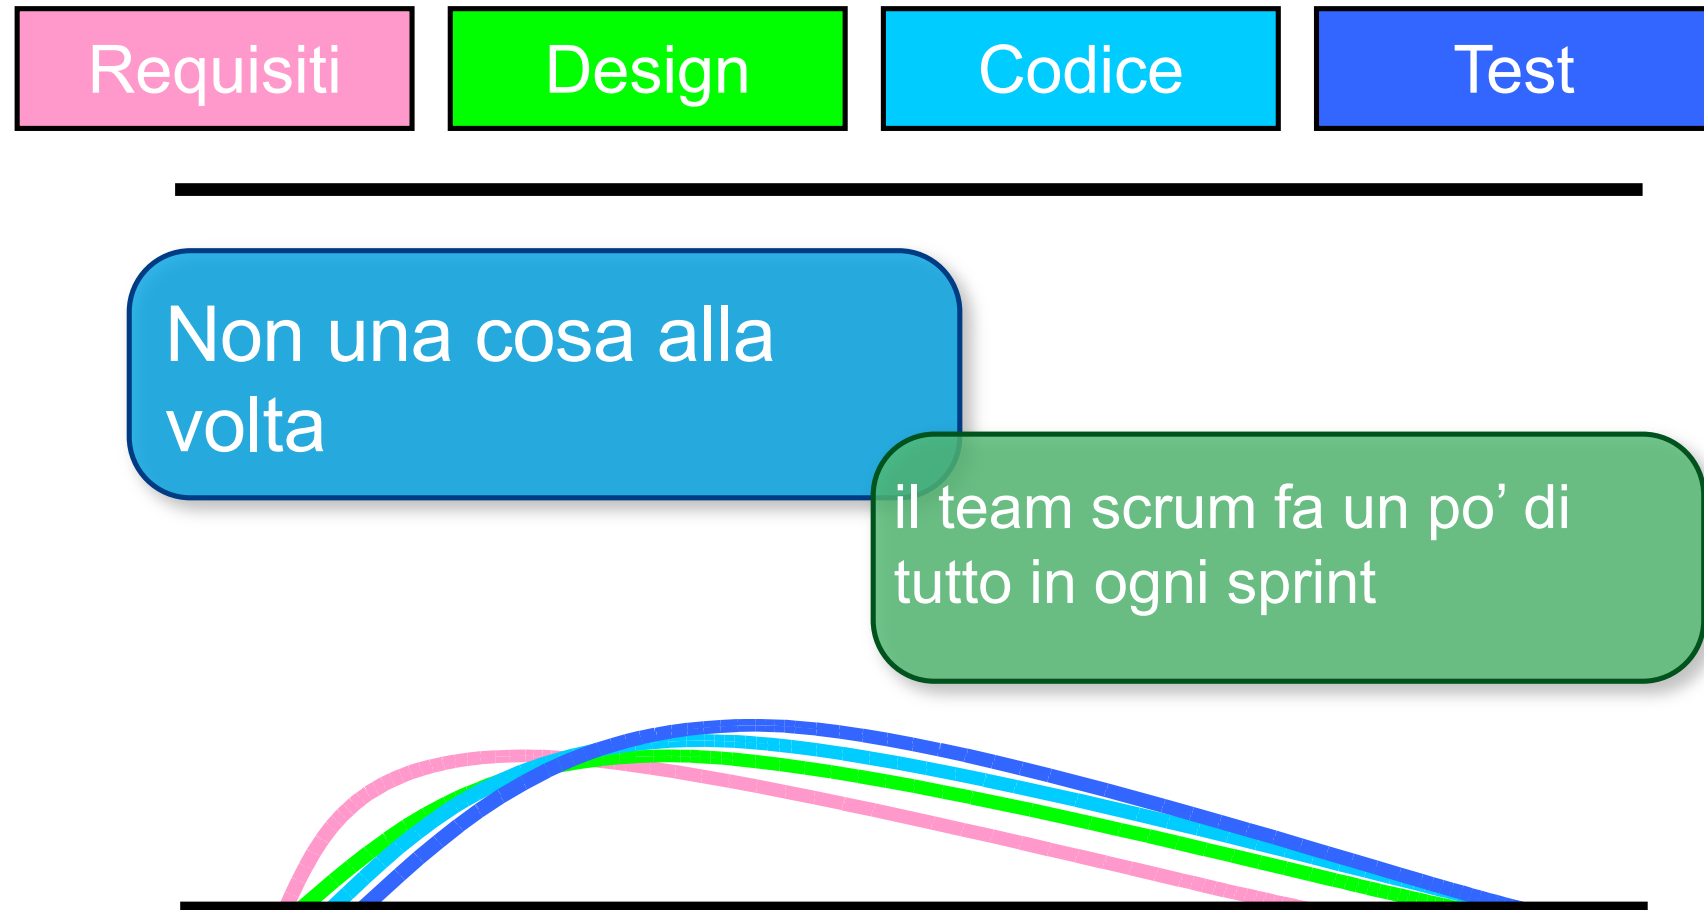 Requisiti
Design
Codice
Test
Non una cosa alla
volta
il team scrum fa un po’ di
tutto in ogni sprint